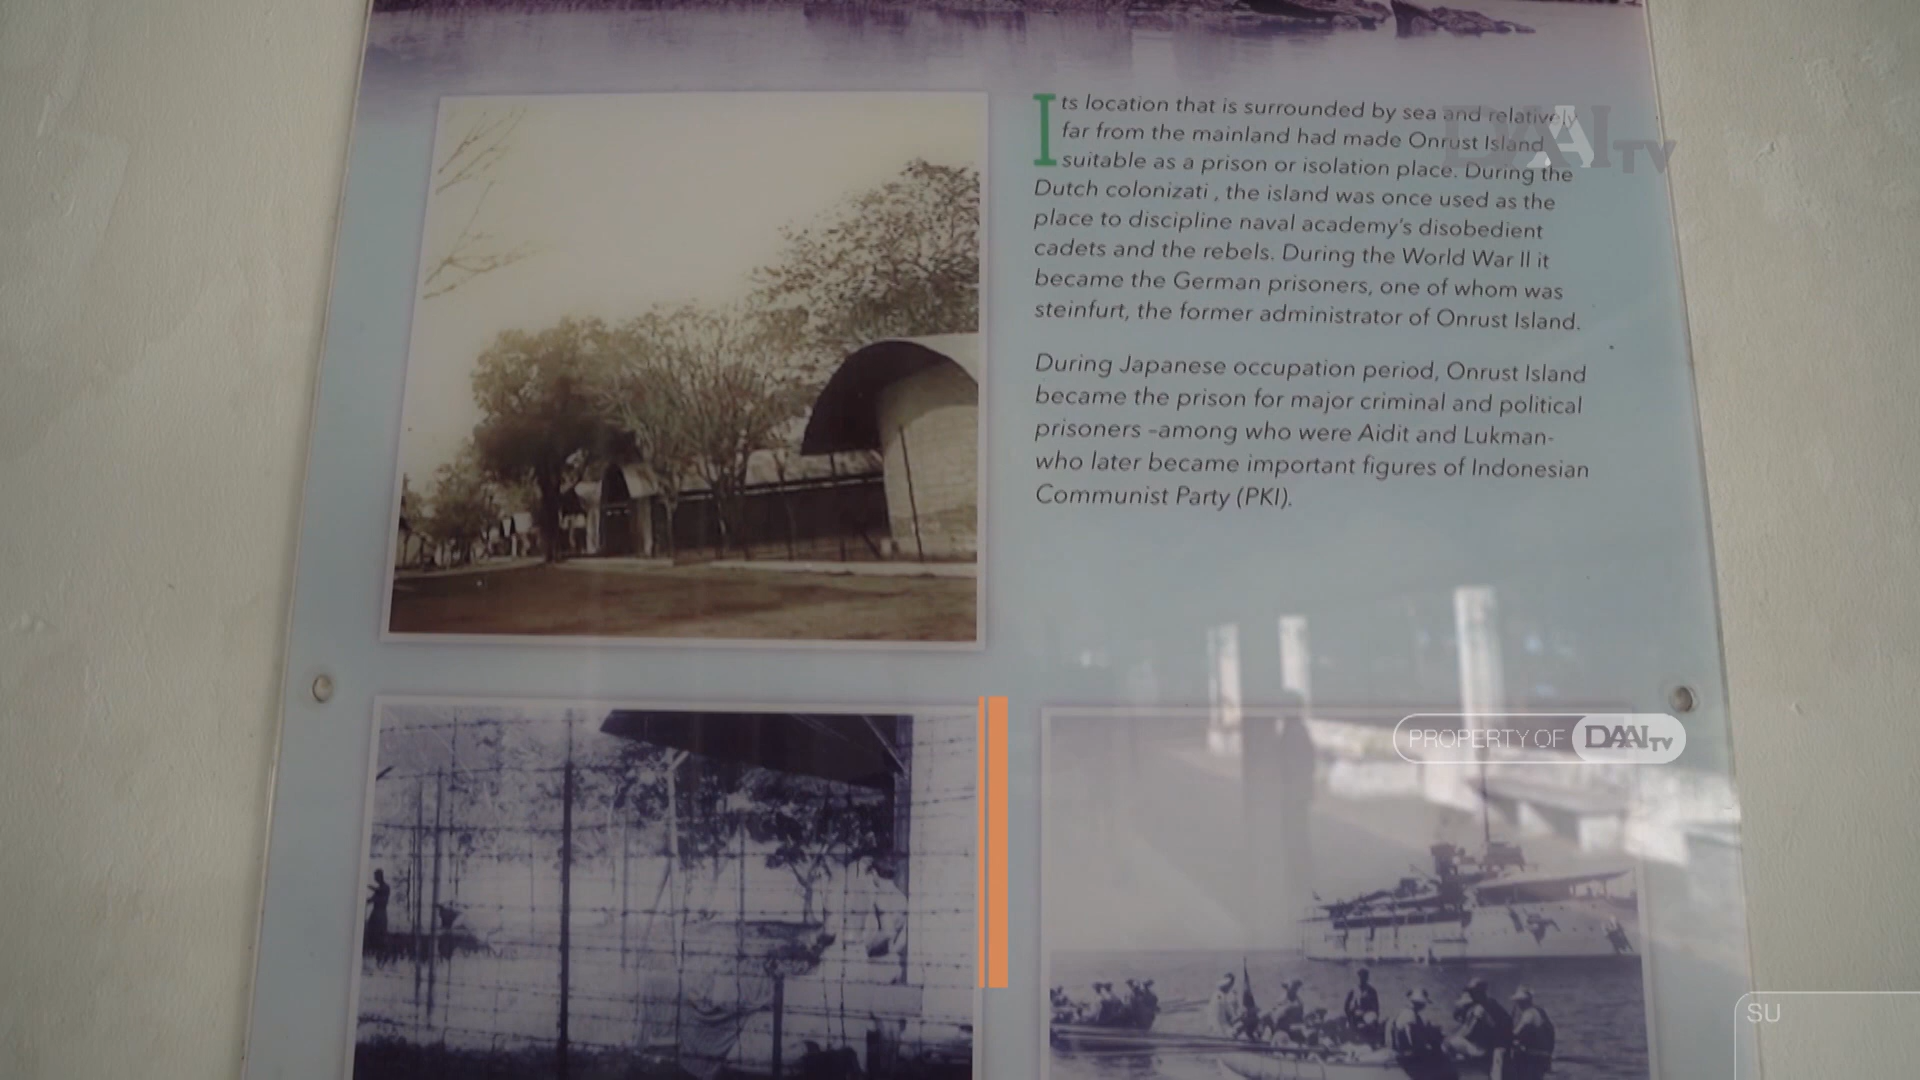 Its location that is surrounded by sea and relatively
far from the mainland had made Onrust Island
suitable as a prison or isolation place. During the
Dutch colonizati , the island was once used as the
place to discipline naval academy's disobedient
cadets and the rebels. During the World War II it
became the German prisoners, one of whom was
steinfurt, the former administrator of Onrust Island.
During Japanese occupation period, Onrust Island
became the prison for major criminal and political
prisoners -among who were Aidit and Lukman-
who later became important figures of Indonesian
Communist Party (PKI).
DAAI TV
PROPERTY OF DAAI TV
SU